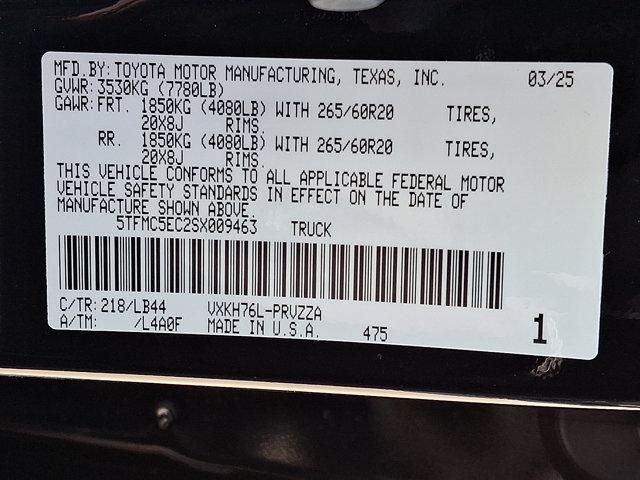 MFD.BY:TOYOTA MOTOR MANUFACTURING, TEXAS, INC. 03/25
GVWR:3530KG (7780LB)
GAWR:FRT. 1850KG (4080LB) WITH 265/60R20 TIRES,
20X8J RIMS.
RR. 1850KG (4080LB) WITH 265/60R20 TIRES,
20X8J RIMS.
THIS VEHICLE CONFORMS TO ALL APPLICABLE FEDERAL MOTOR
VEHICLE SAFETY STANDARDS IN EFFECT ON THE DATE OF
MANUFACTURE SHOWN ABOVE.
5TFMC5EC2SX009463 TRUCK
C/TR:218/LB44 VXKH76L-PRVZZA
A/TM: /L4A0F MADE IN U.S.A. 475 1